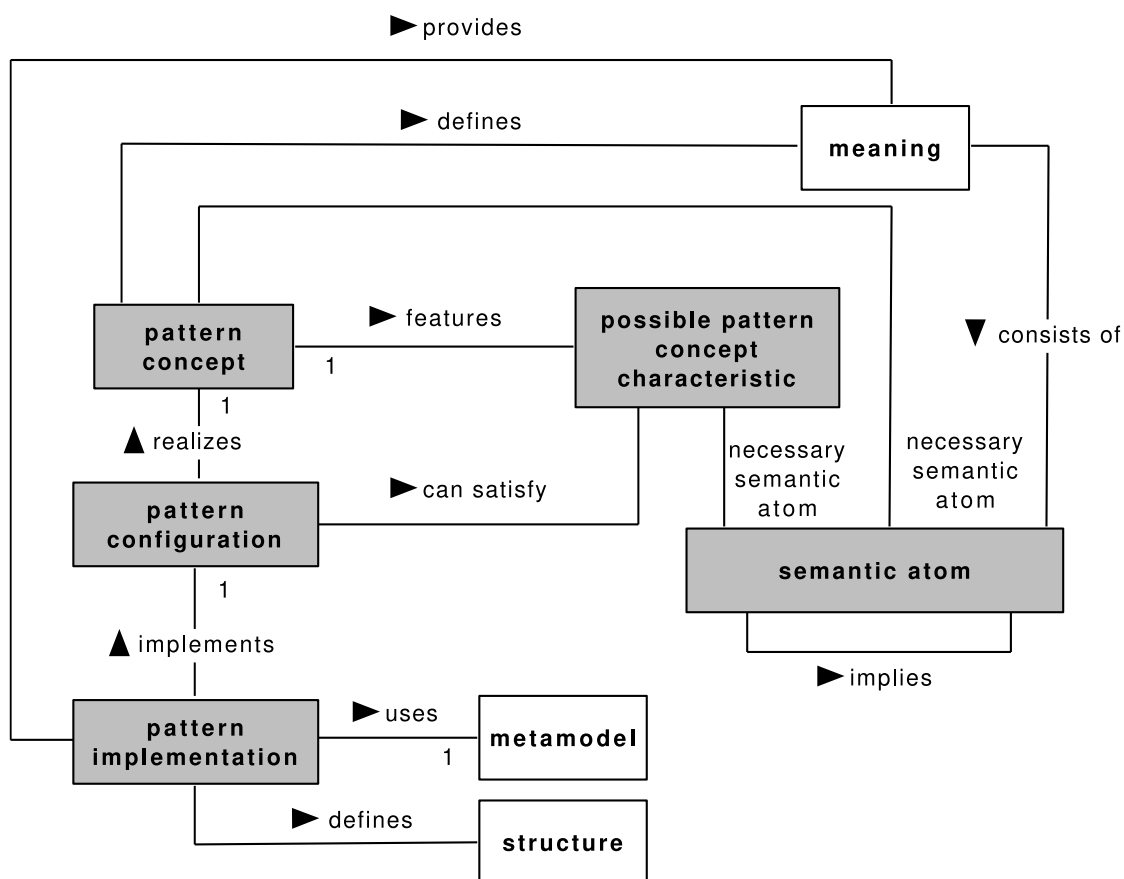 provides
defines
meaning
pattern
concept
features
1
possible pattern
concept
characteristic
consists of
1
realizes
necessary
semantic
atom
necessary
semantic
atom
can satisfy
pattern
configuration
semantic atom
1
implements
implies
pattern
implementation
uses
1
metamodel
defines
structure